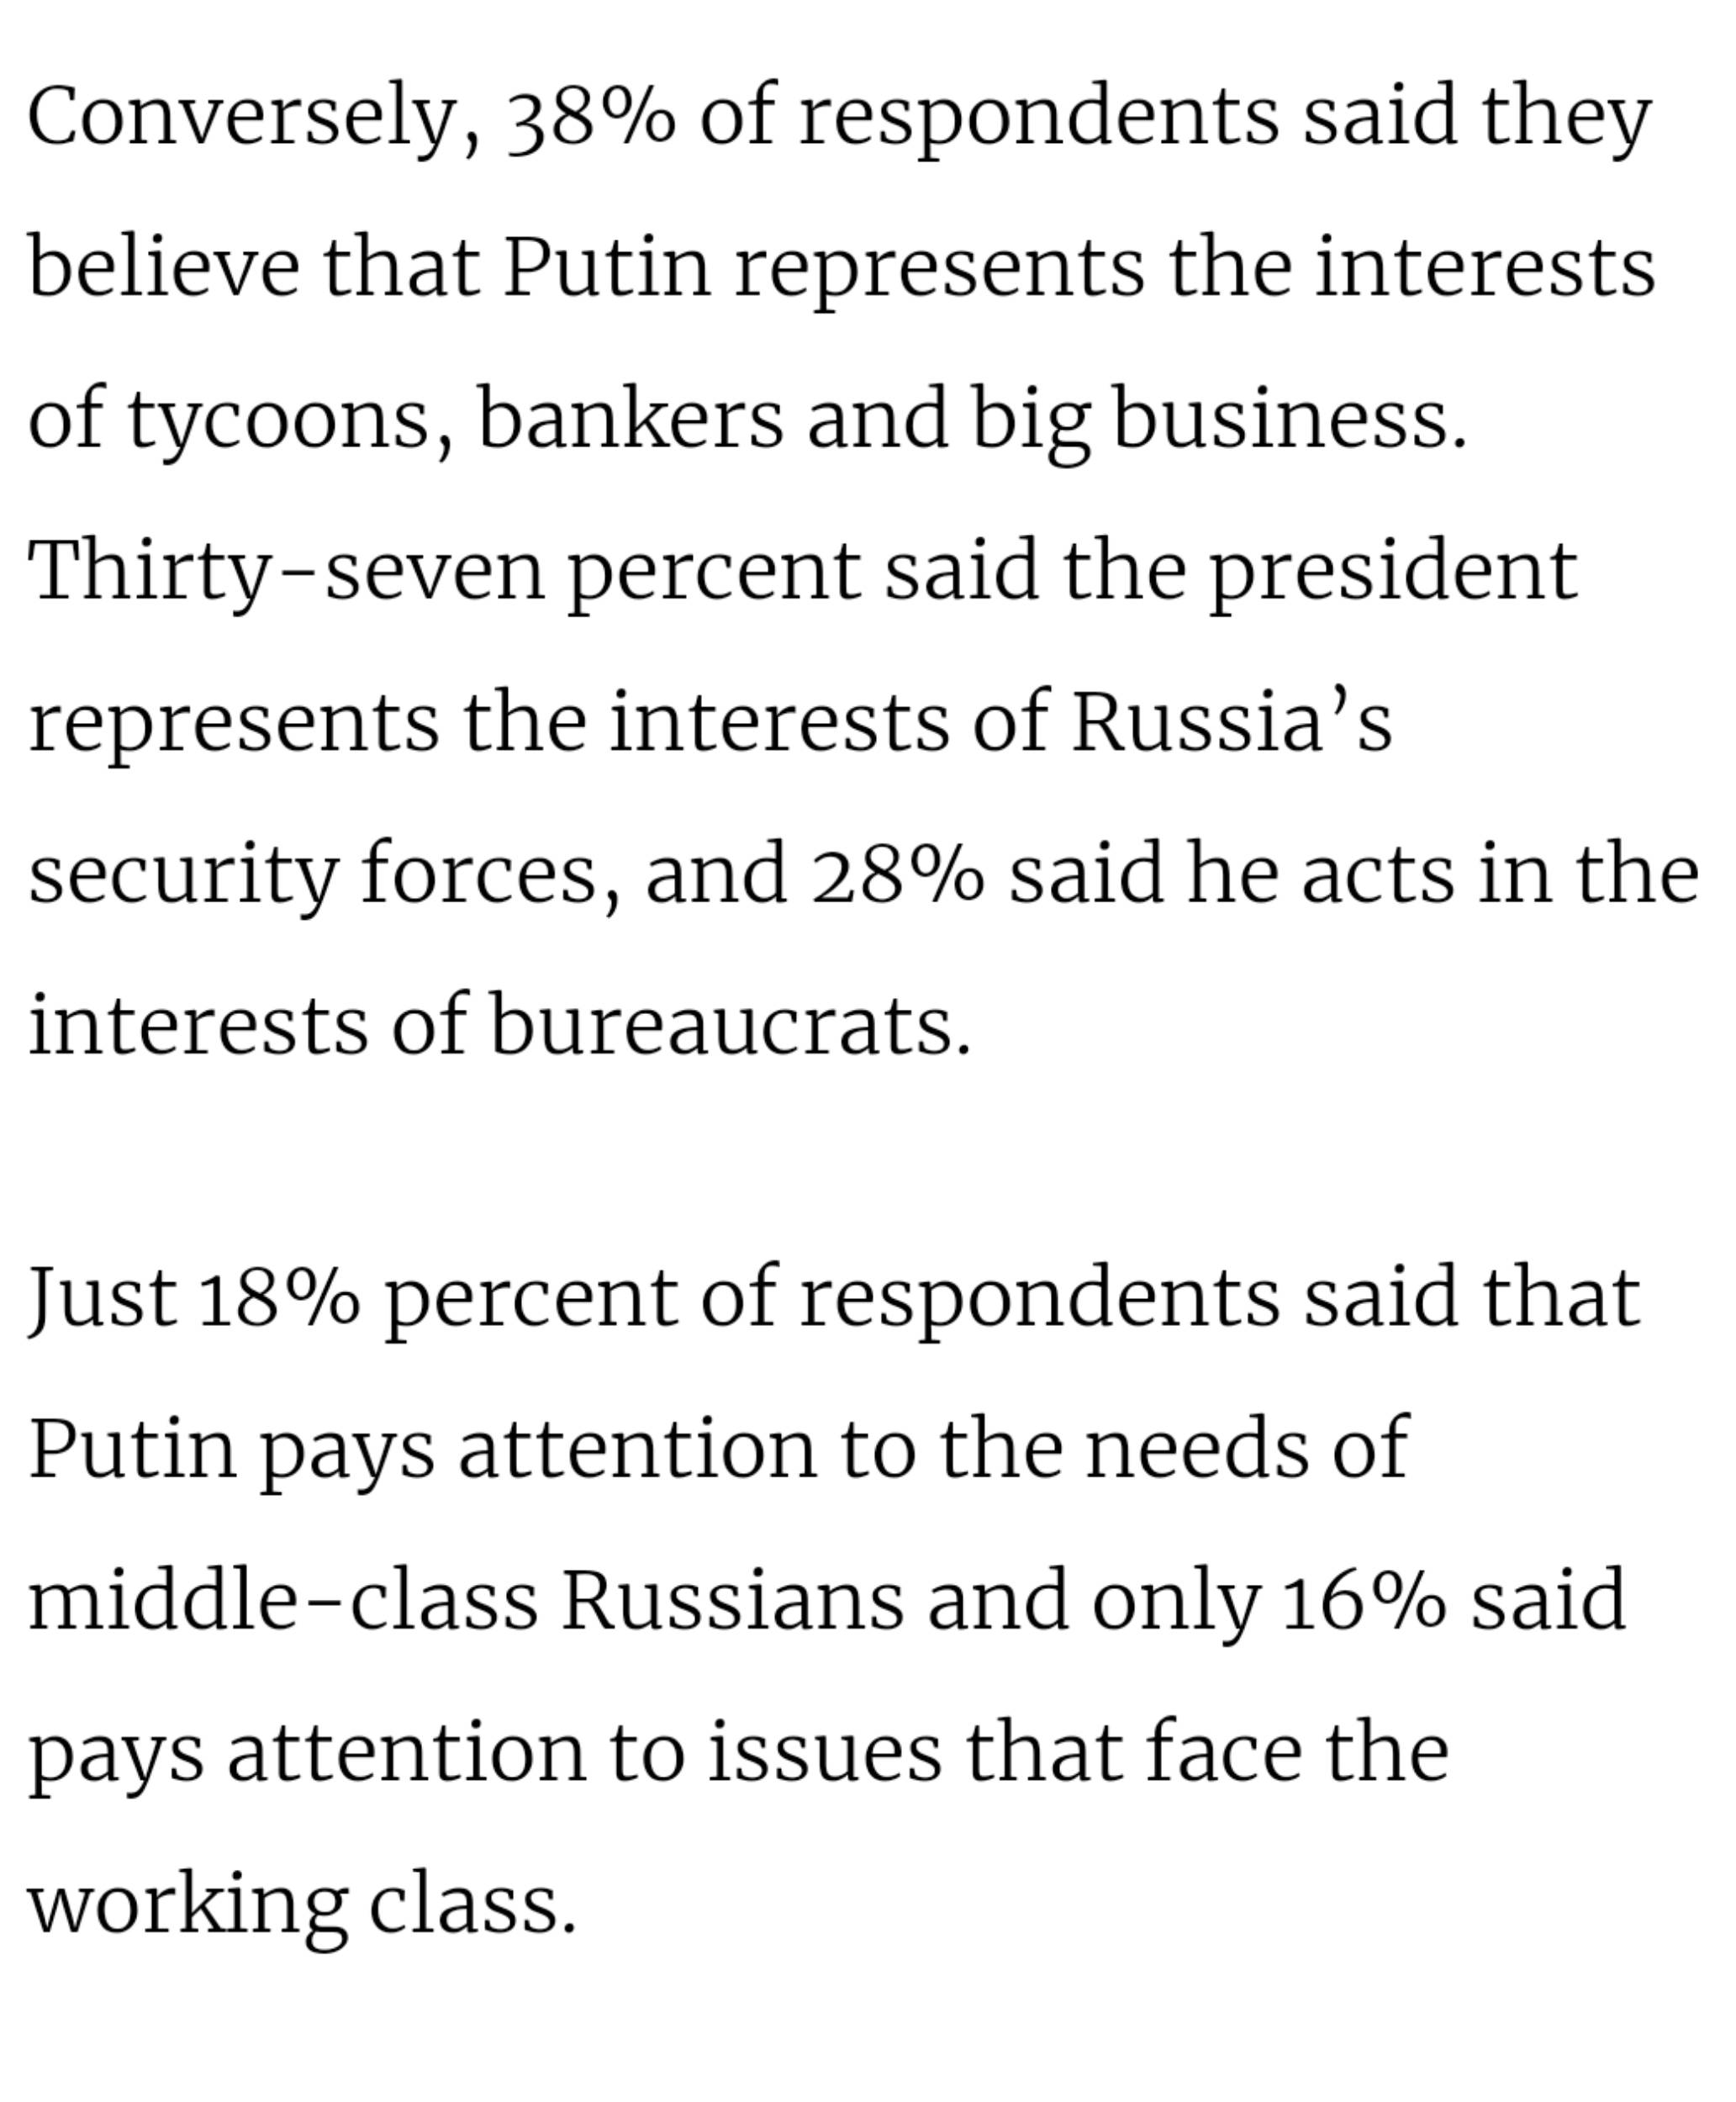 Conversely, 38% of respondents said they
believe that Putin represents the interests
of tycoons, bankers and big business.
Thirty-seven percent said the president
represents the interests of Russia’s
security forces, and 28% said he acts in the
interests of bureaucrats.
Just 18% percent of respondents said that
Putin pays attention to the needs of
middle-class Russians and only 16% said
pays attention to issues that face the
working class.